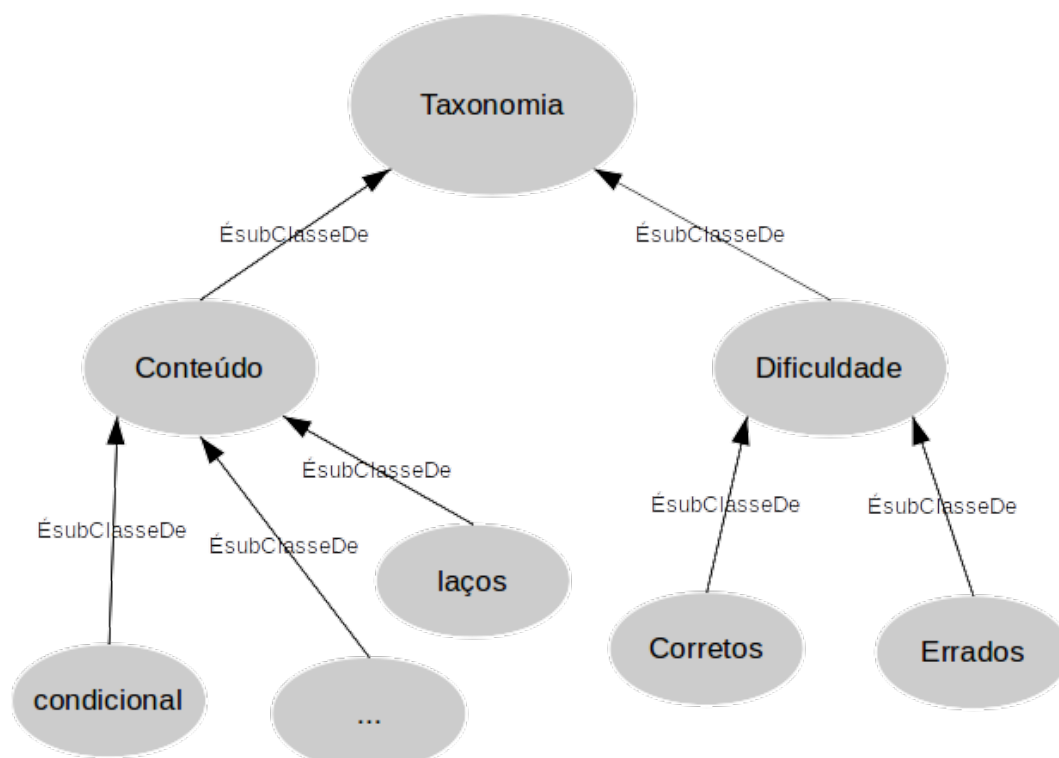 Taxonomia
ÉsubClasseDe
ÉsubClasseDe
Conteúdo
Dificuldade
ÉsubClasseDe
ÉsubClasseDe
ÉsubClasseDe
ÉsubClasseDe
ÉsubClasseDe
laços
Corretos
Errados
condicional
...